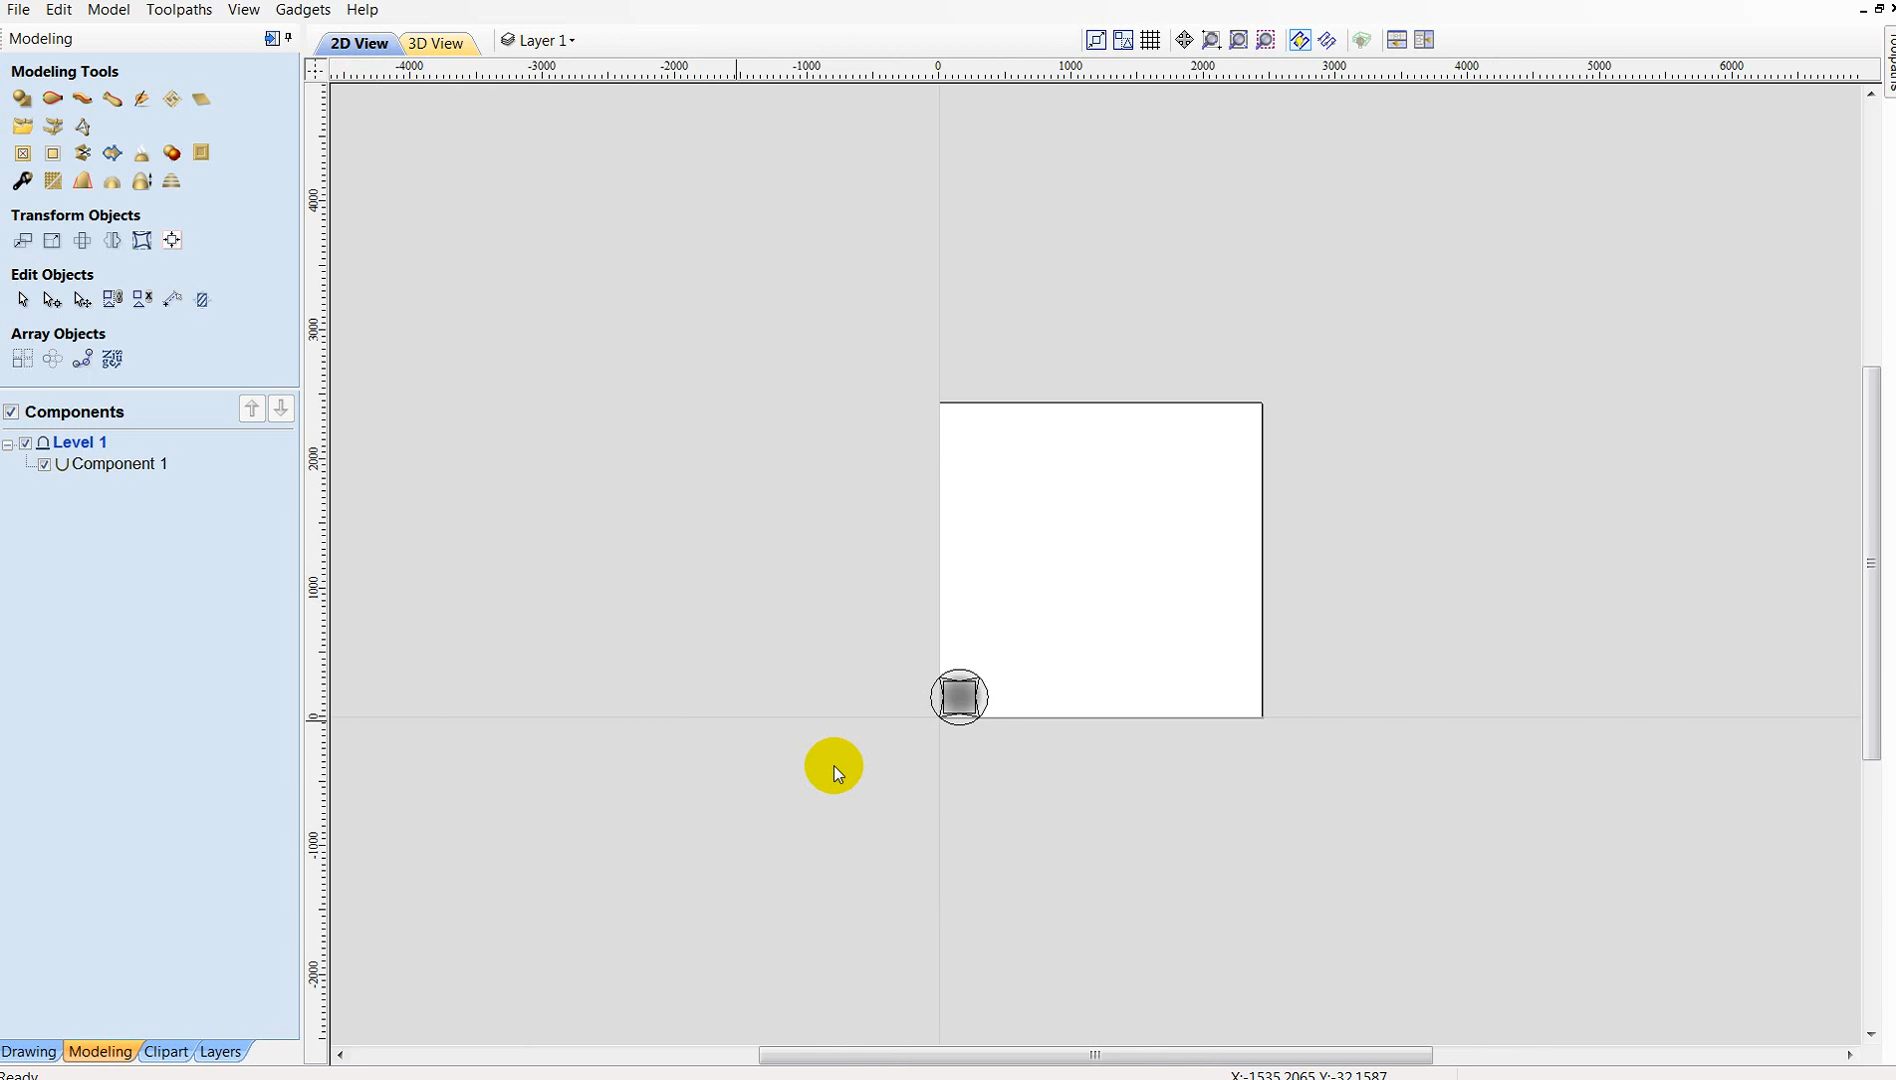 File Edit Model Toolpaths View Gadgets Help
Modeling
2D View 3D View Layer 1
-4000 -3000 -2000 -1000 0 1000 2000 3000 4000 5000 6000
Modeling Tools
Transform Objects
Edit Objects
Array Objects
Components
Level 1
Component 1
4000
3000
2000
1000
0
-1000
-2000
Drawing Modeling Clipart Layers
Ready
X:-1535.2065 Y:-32.1587
Toolpaths